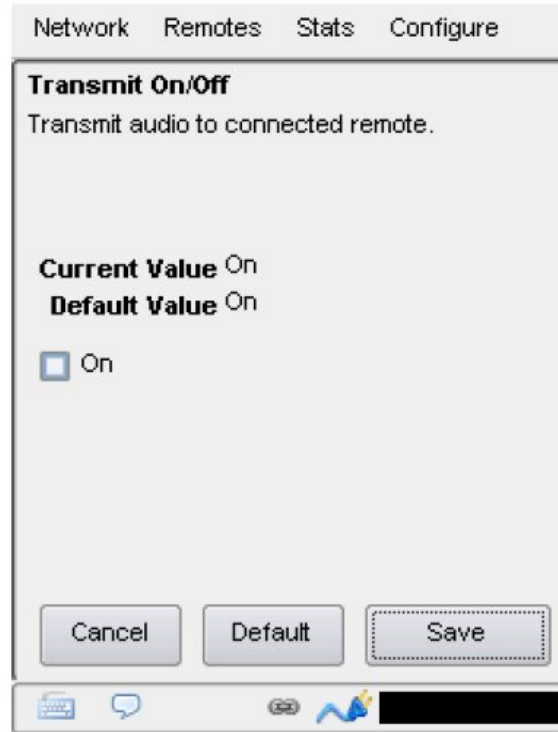 Network Remotes Stats Configure
Transmit On/Off
Transmit audio to connected remote.
Current Value On
Default Value On
On
Cancel Default Save